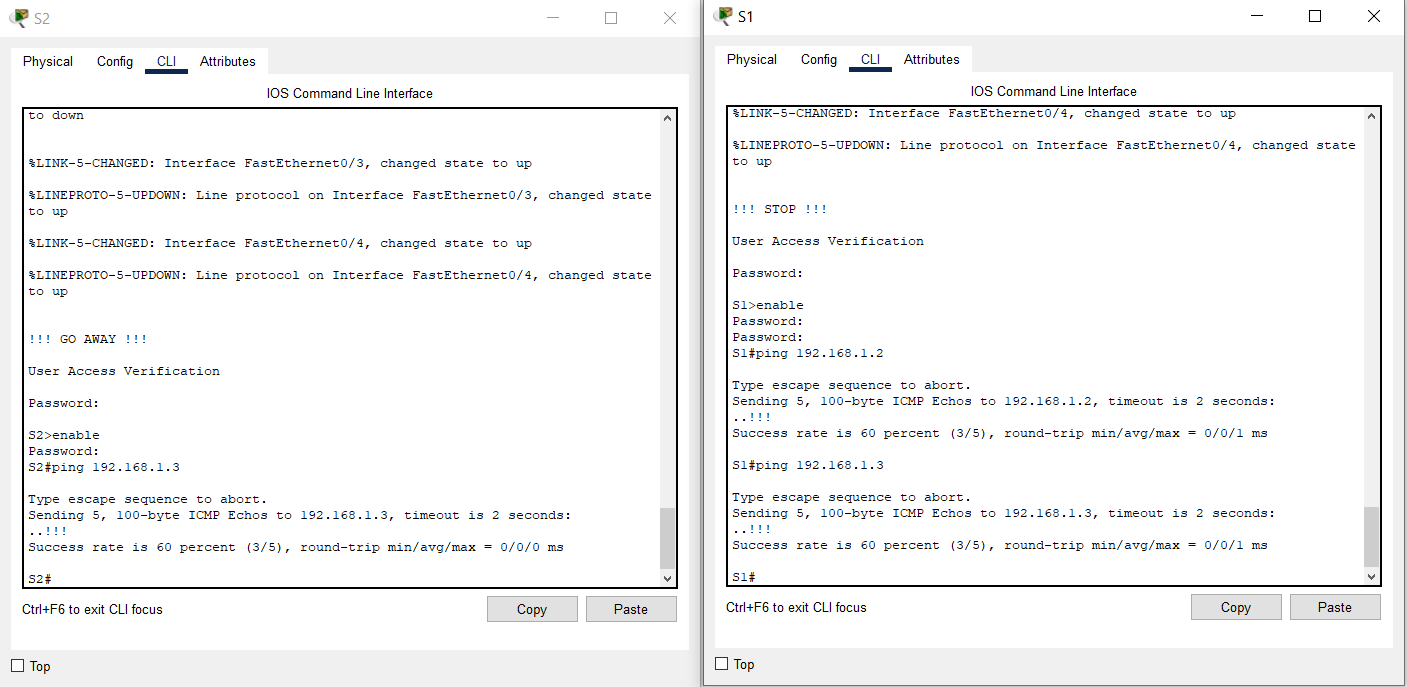 S2
Physical Config CLI Attributes
IOS Command Line Interface
to down
%LINK-5-CHANGED: Interface FastEthernet0/3, changed state to up
%LINEPROTO-5-UPDOWN: Line protocol on Interface FastEthernet0/3, changed state
to up
%LINK-5-CHANGED: Interface FastEthernet0/4, changed state to up
%LINEPROTO-5-UPDOWN: Line protocol on Interface FastEthernet0/4, changed state
to up
!!! GO AWAY !!!
User Access Verification
Password:
S2>enable
Password:
S2#ping 192.168.1.3
Type escape sequence to abort.
Sending 5, 100-byte ICMP Echos to 192.168.1.3, timeout is 2 seconds:
..!!!
Success rate is 60 percent (3/5), round-trip min/avg/max = 0/0/0 ms
S2#
Ctrl+F6 to exit CLI focus
Copy Paste
Top
S1
Physical Config CLI Attributes
IOS Command Line Interface
%LINK-5-CHANGED: Interface FastEthernet0/4, changed state to up
%LINEPROTO-5-UPDOWN: Line protocol on Interface FastEthernet0/4, changed state
to up
!!! STOP !!!
User Access Verification
Password:
S1>enable
Password:
Password:
S1#ping 192.168.1.2
Type escape sequence to abort.
Sending 5, 100-byte ICMP Echos to 192.168.1.2, timeout is 2 seconds:
..!!!
Success rate is 60 percent (3/5), round-trip min/avg/max = 0/0/1 ms
S1#ping 192.168.1.3
Type escape sequence to abort.
Sending 5, 100-byte ICMP Echos to 192.168.1.3, timeout is 2 seconds:
..!!!
Success rate is 60 percent (3/5), round-trip min/avg/max = 0/0/1 ms
S1#
Ctrl+F6 to exit CLI focus
Copy Paste
Top